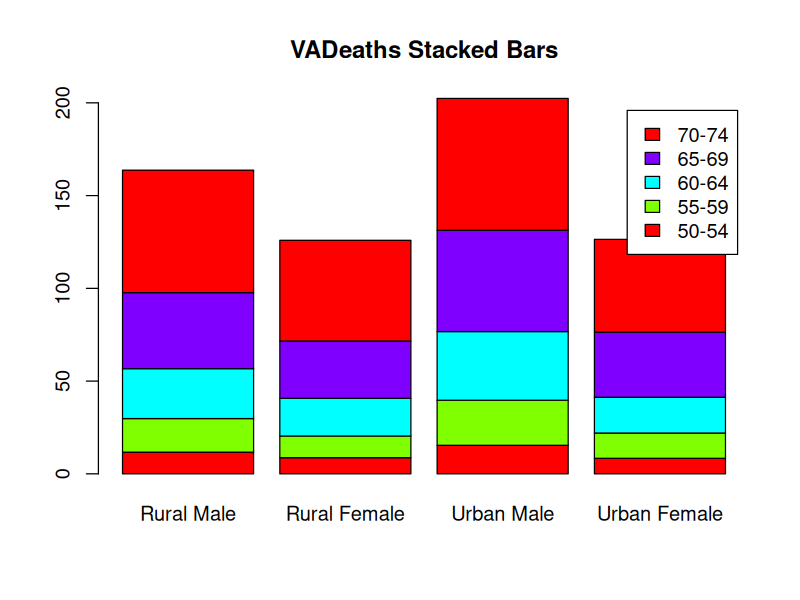 VADeaths Stacked Bars
200
150
100
50
0
70-74
65-69
60-64
55-59
50-54
Rural Male
Rural Female
Urban Male
Urban Female